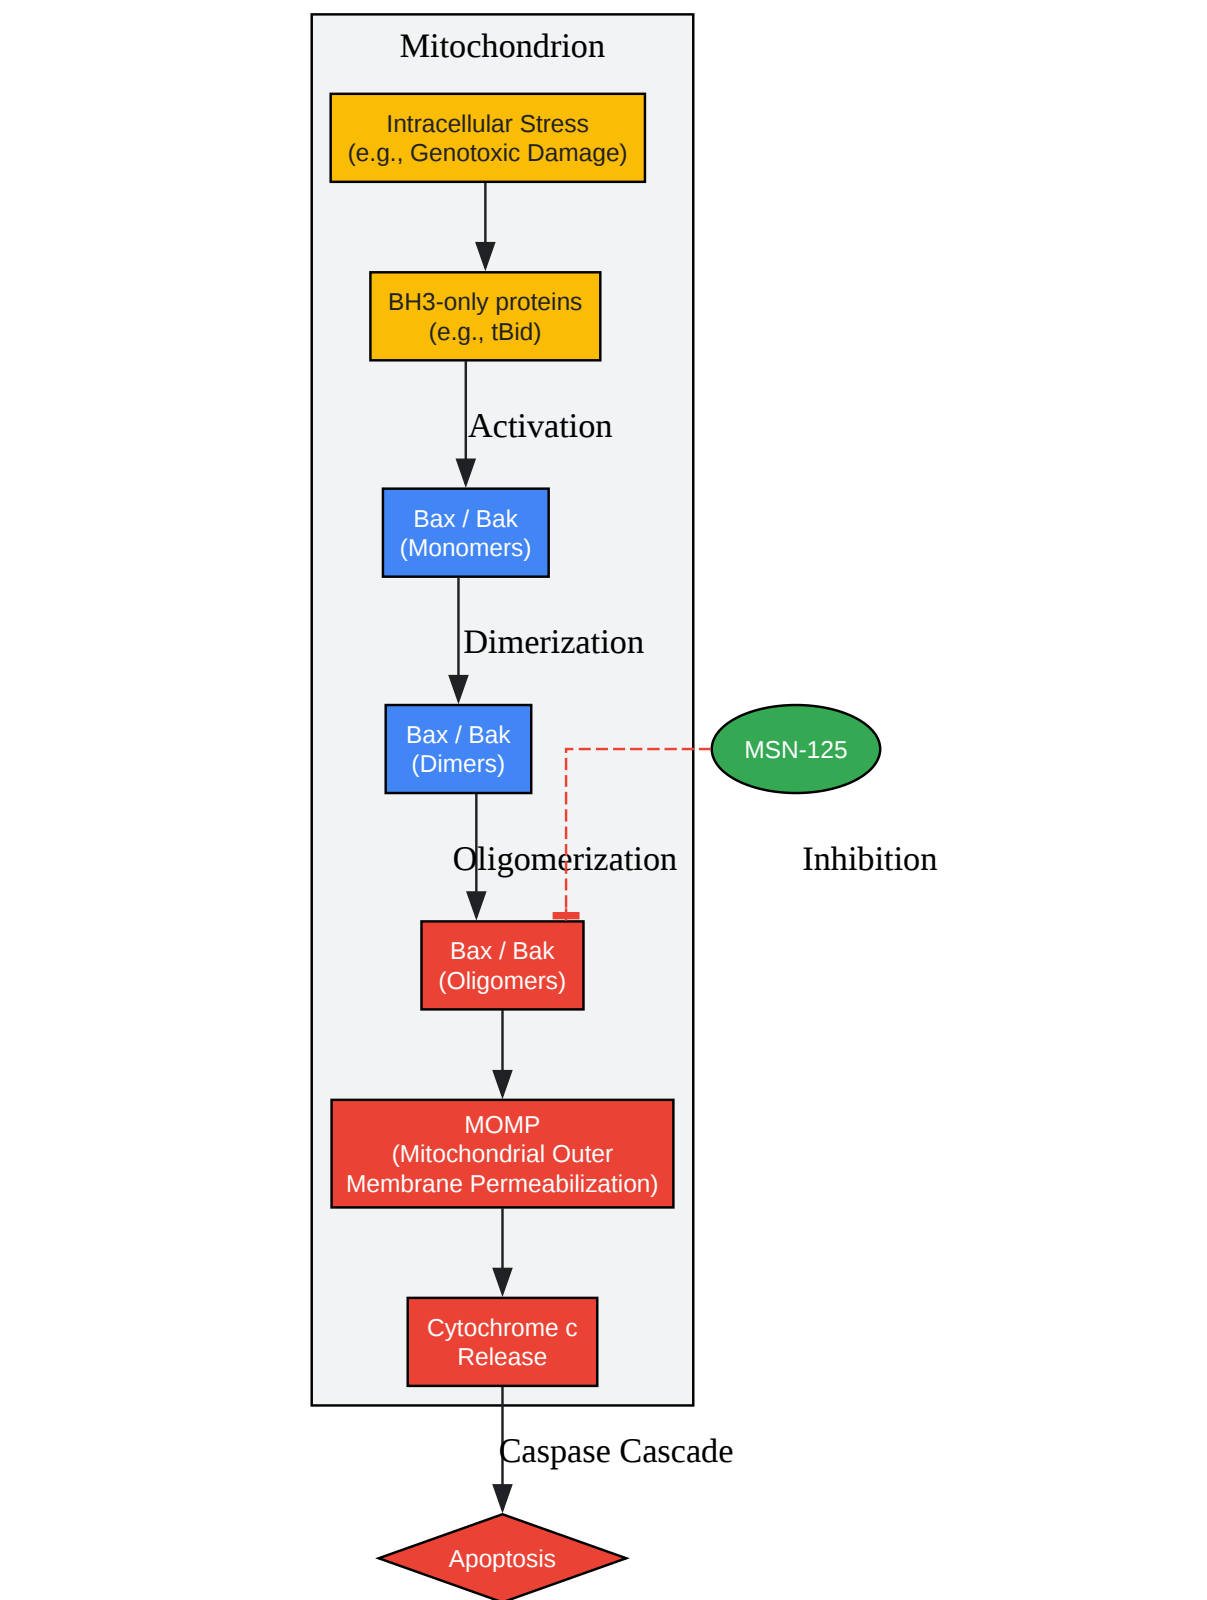 Mitochondrion
Intracellular Stress
(e.g., Genotoxic Damage)
BH3-only proteins
(e.g., tBid)
Activation
Bax / Bak
(Monomers)
Dimerization
Bax / Bak
(Dimers)
MSN-125
Oligomerization
Inhibition
Bax / Bak
(Oligomers)
MOMP
(Mitochondrial Outer
Membrane Permeabilization)
Cytochrome c
Release
Caspase Cascade
Apoptosis